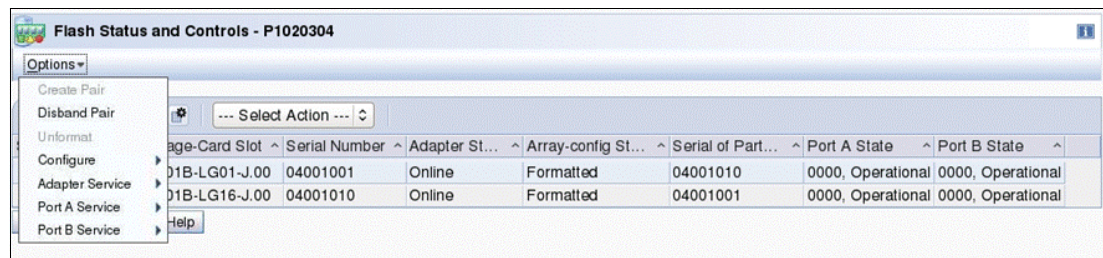 Flash Status and Controls - P1020304
Options
Create Pair
Disband Pair
Unformat
Configure
Adapter Service
Port A Service
Port B Service
--- Select Action ---
age-Card Slot Serial Number Adapter St... Array-config St... Serial of Part... Port A State Port B State
01B-LG01-J.00 04001001 Online Formatted 04001010 0000, Operational 0000, Operational
01B-LG16-J.00 04001010 Online Formatted 04001001 0000, Operational 0000, Operational
Help